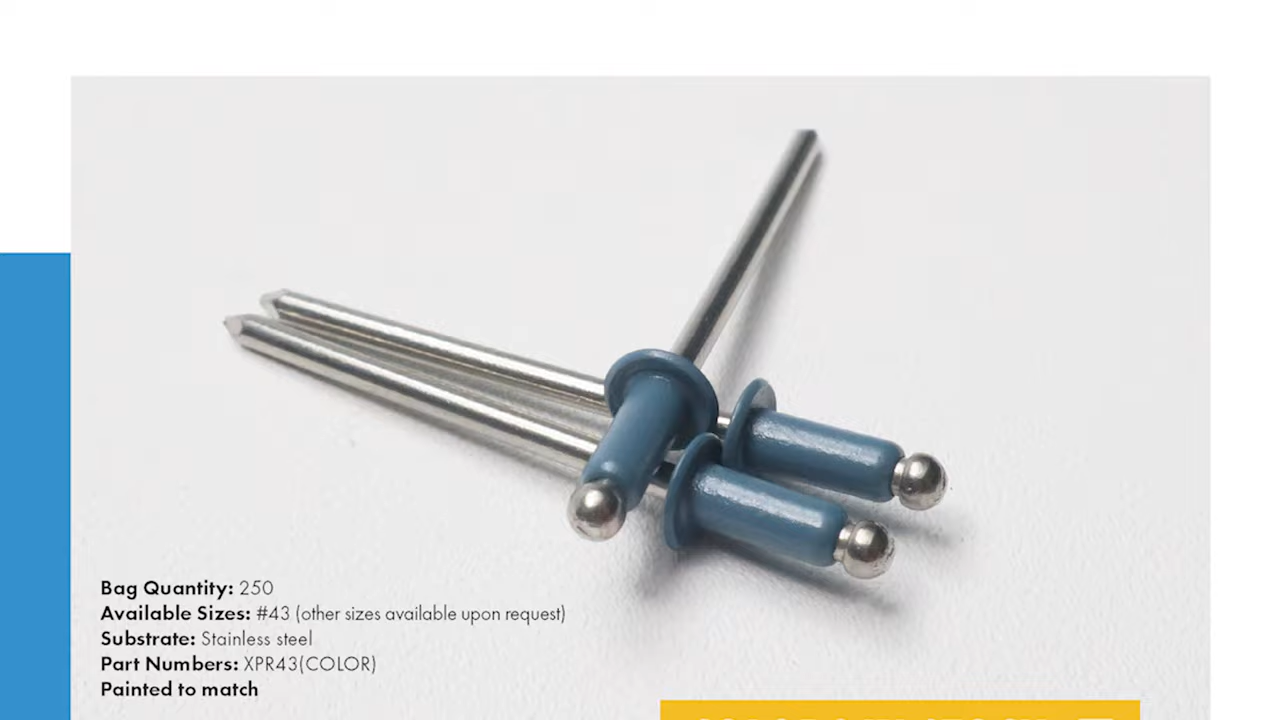 Bag Quantity: 250
Available Sizes: #43 (other sizes available upon request)
Substrate: Stainless steel
Part Numbers: XPR43(COLOR)
Painted to match